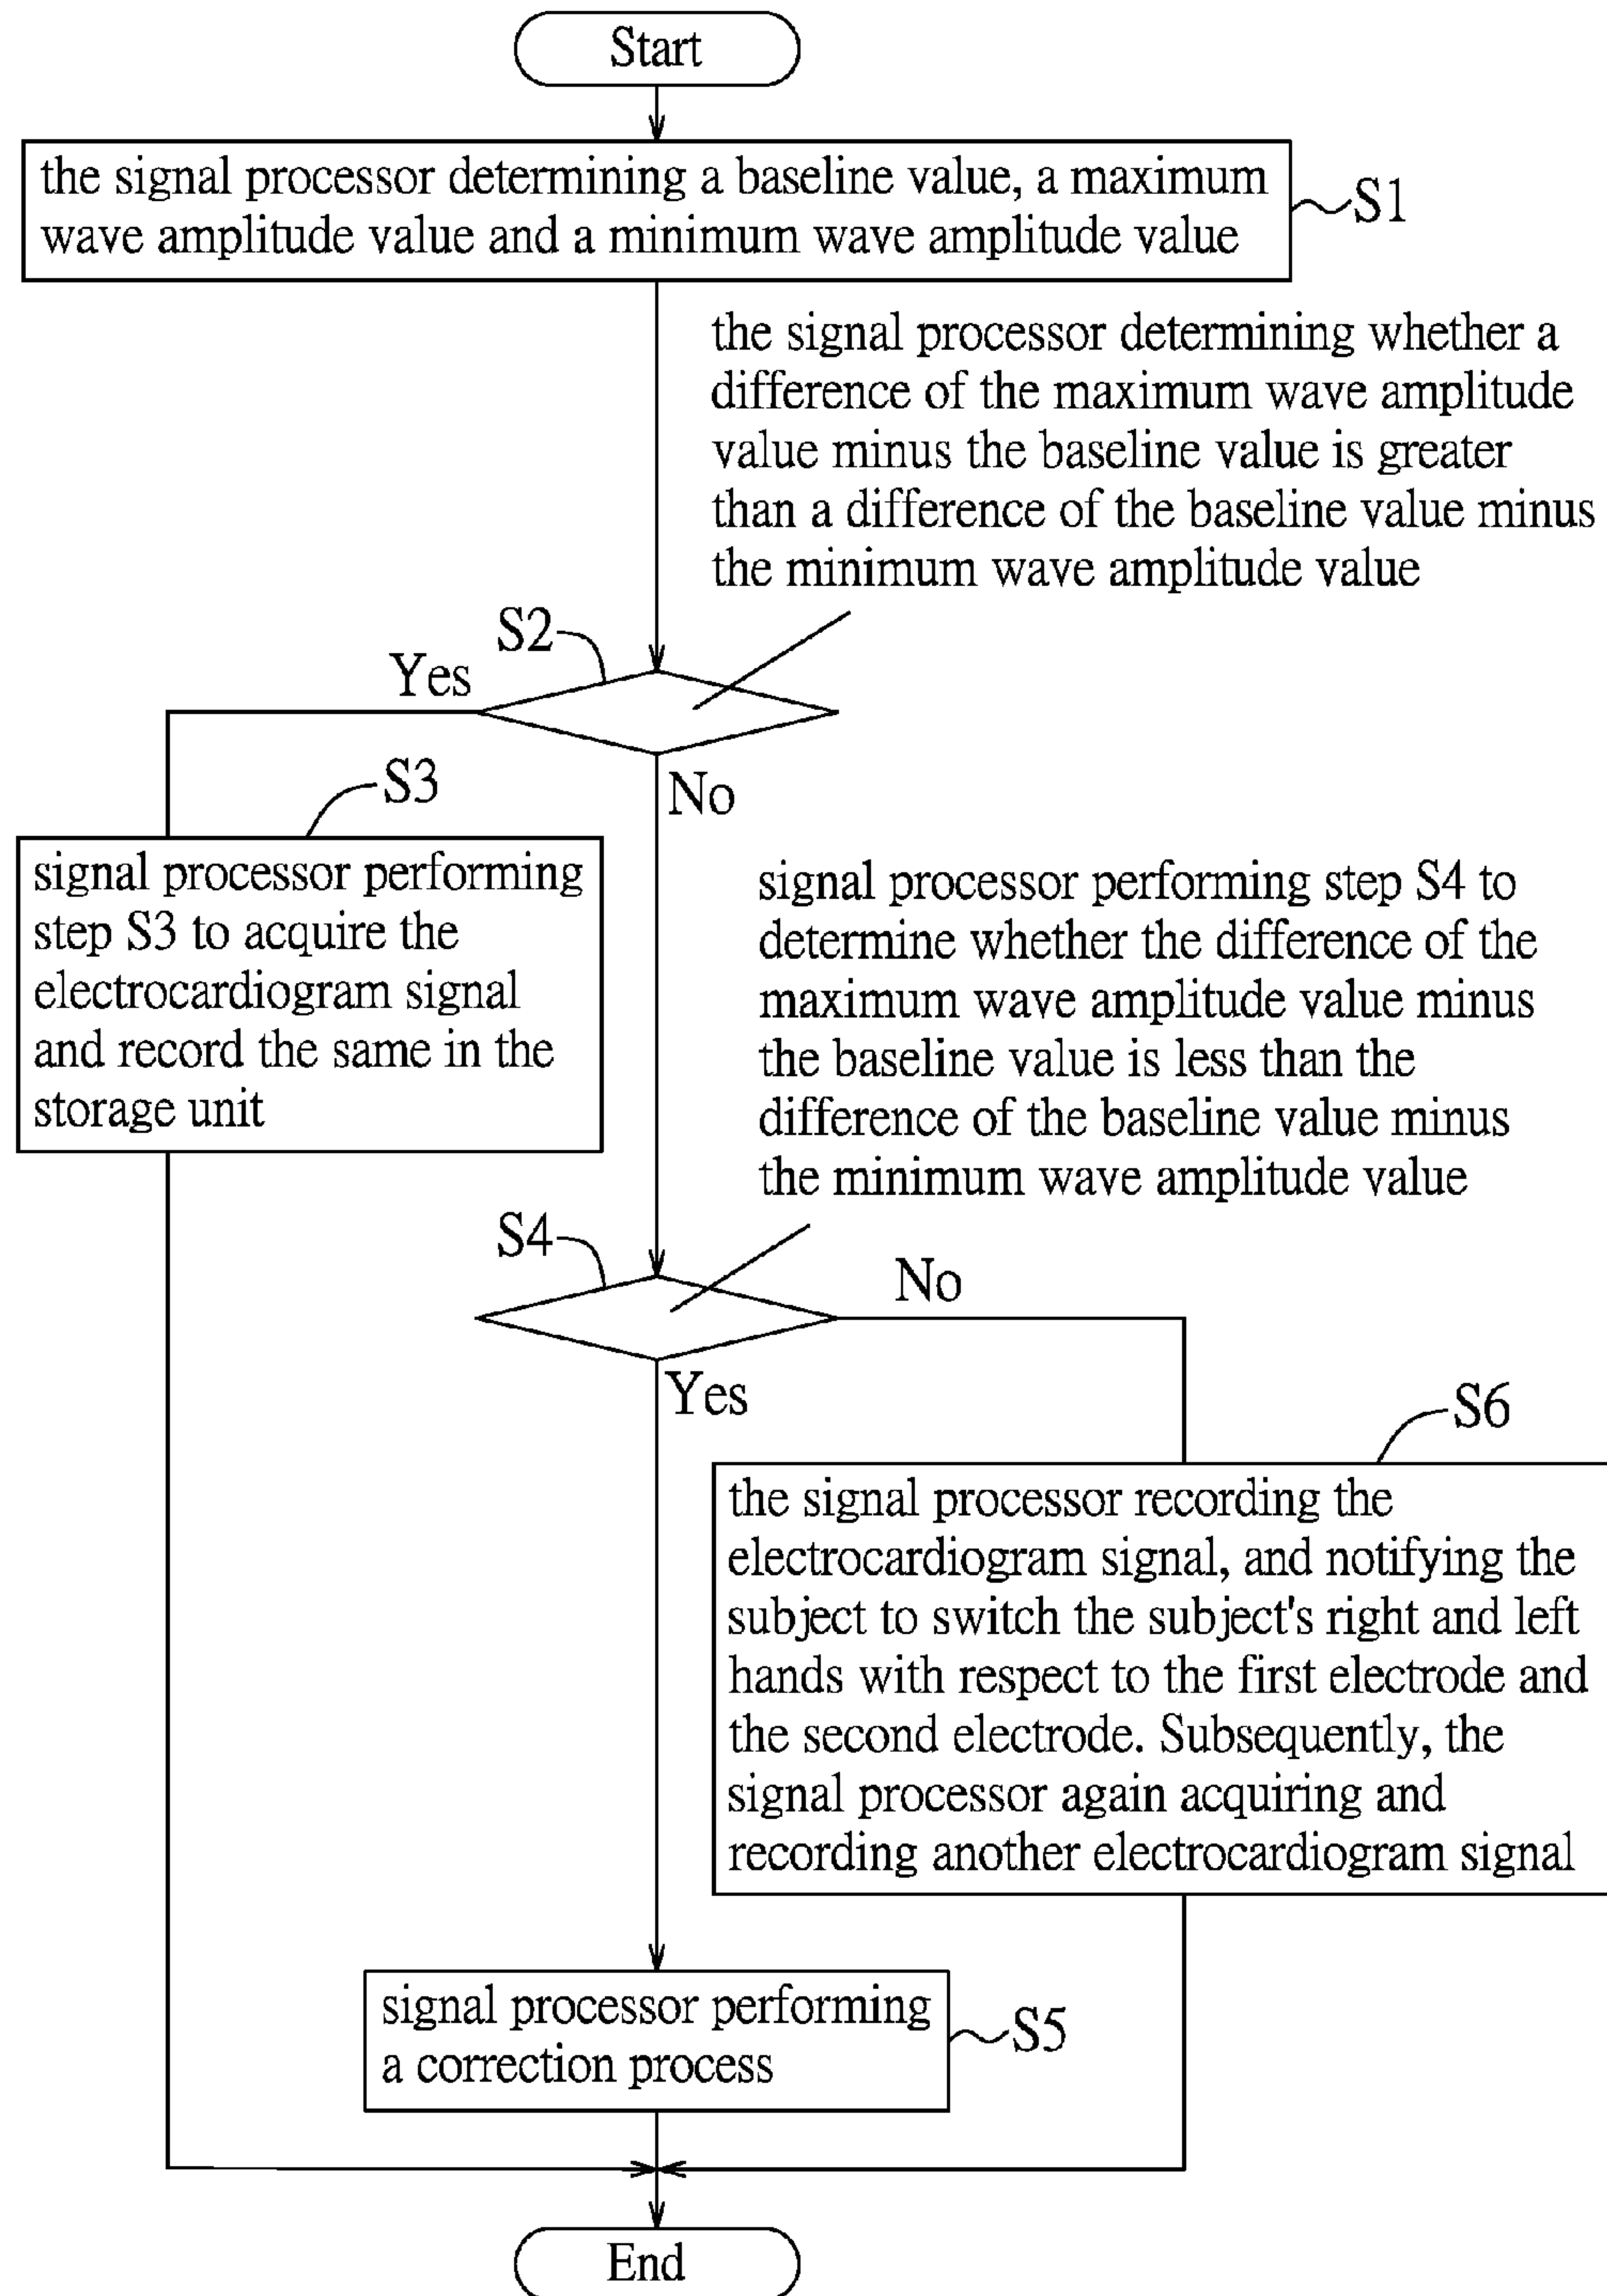 Start
the signal processor determining a baseline value, a maximum
wave amplitude value and a minimum wave amplitude value
S1
the signal processor determining whether a
difference of the maximum wave amplitude
value minus the baseline value is greater
than a difference of the baseline value minus
the minimum wave amplitude value
S2
Yes
No
S3
signal processor performing
step S3 to acquire the
electrocardiogram signal
and record the same in the
storage unit
signal processor performing step S4 to
determine whether the difference of the
maximum wave amplitude value minus
the baseline value is less than the
difference of the baseline value minus
the minimum wave amplitude value
S4
No
Yes
S6
the signal processor recording the
electrocardiogram signal, and notifying the
subject to switch the subject's right and left
hands with respect to the first electrode and
the second electrode. Subsequently, the
signal processor again acquiring and
recording another electrocardiogram signal
signal processor performing
a correction process
S5
End